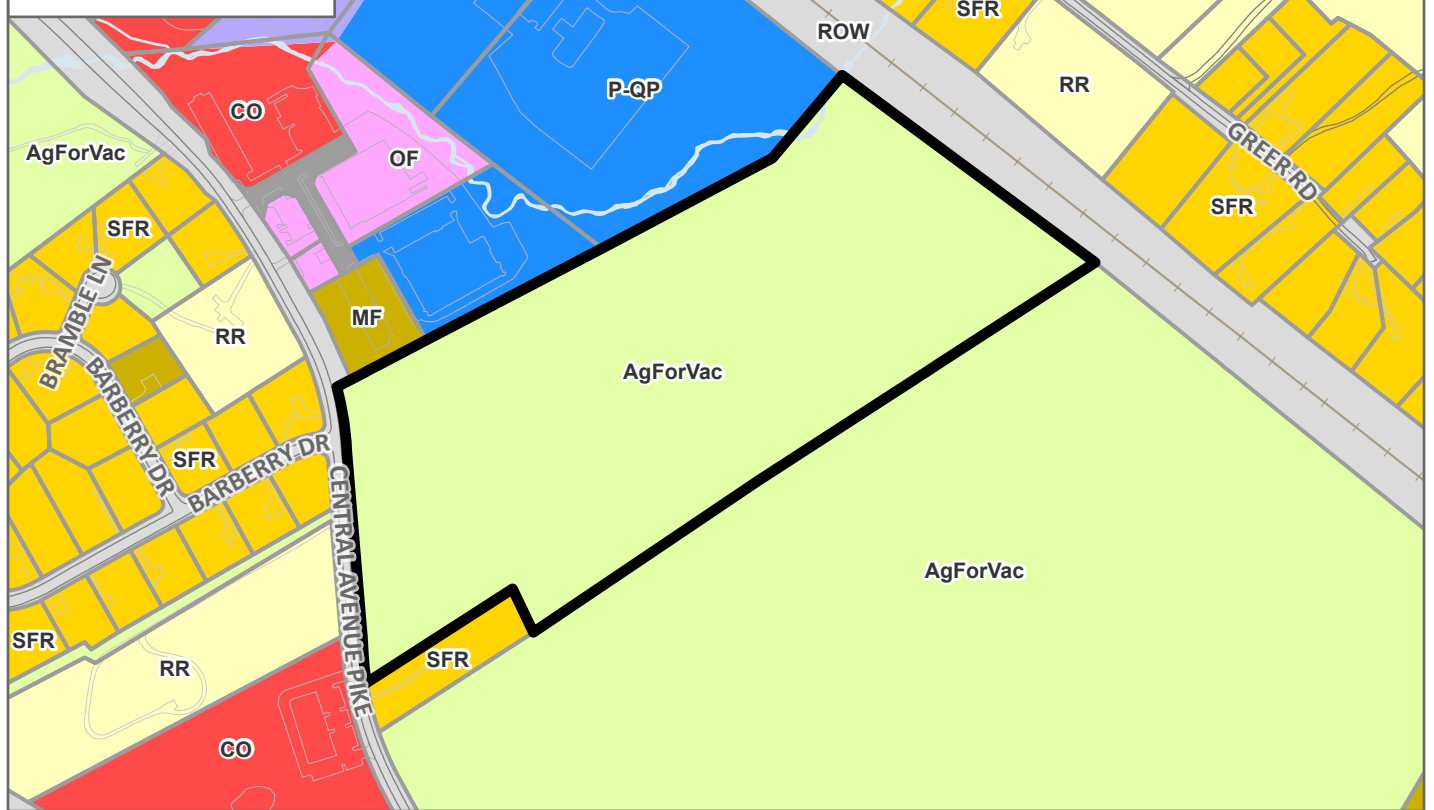 SFR
ROW
RR
P-QP
CO
AgForVac
OF
GREER RD
SFR
SFR
BRAMBLE LN
MF
RR
BARBERRY DR
AgForVac
SFR
BARBERRY DR
CENTRAL AVENUE PIKE
AgForVac
SFR
SFR
RR
CO